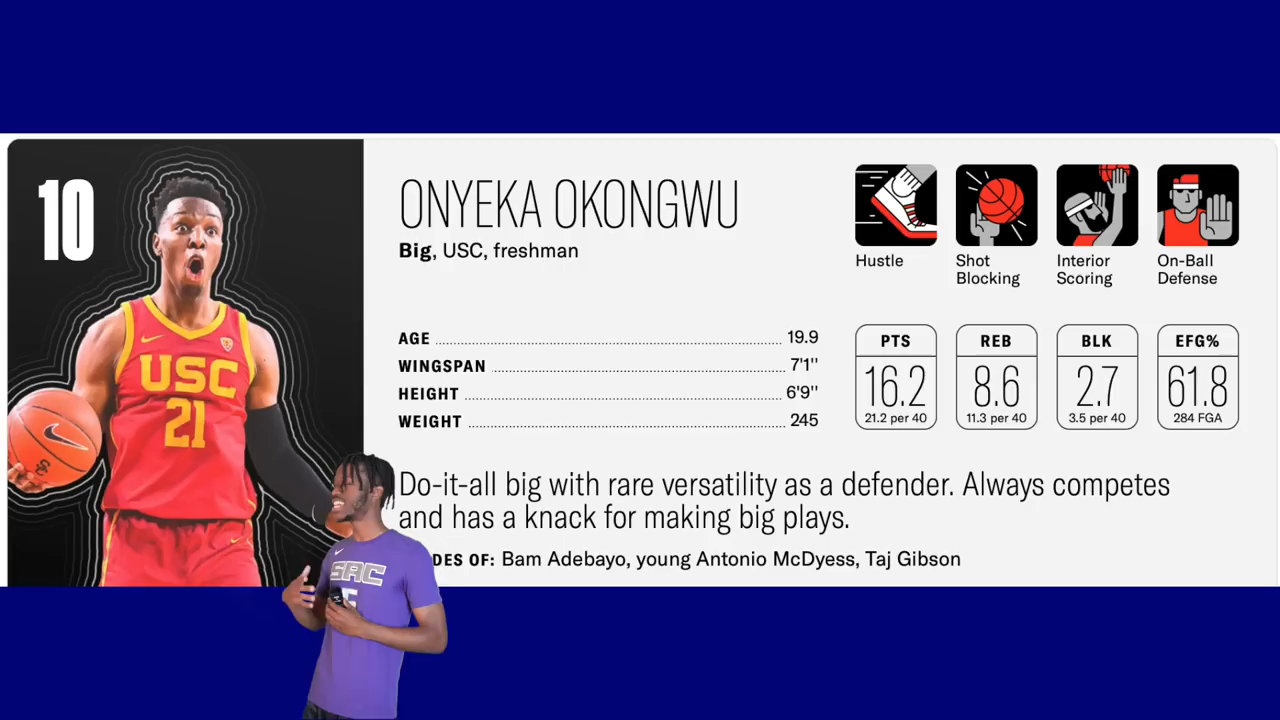 10
USC
21
ONYEKA OKONGWU
Big, USC, freshman
Hustle
Shot
Blocking
Interior
Scoring
On-Ball
Defense
AGE 19.9
WINGSPAN 7'1"
HEIGHT 6'9"
WEIGHT 245
PTS
16.2
21.2 per 40
REB
8.6
11.3 per 40
BLK
2.7
3.5 per 40
EFG%
61.8
284 FGA
Do-it-all big with rare versatility as a defender. Always competes
and has a knack for making big plays.
DES OF: Bam Adebayo, young Antonio McDyess, Taj Gibson
SAC
5